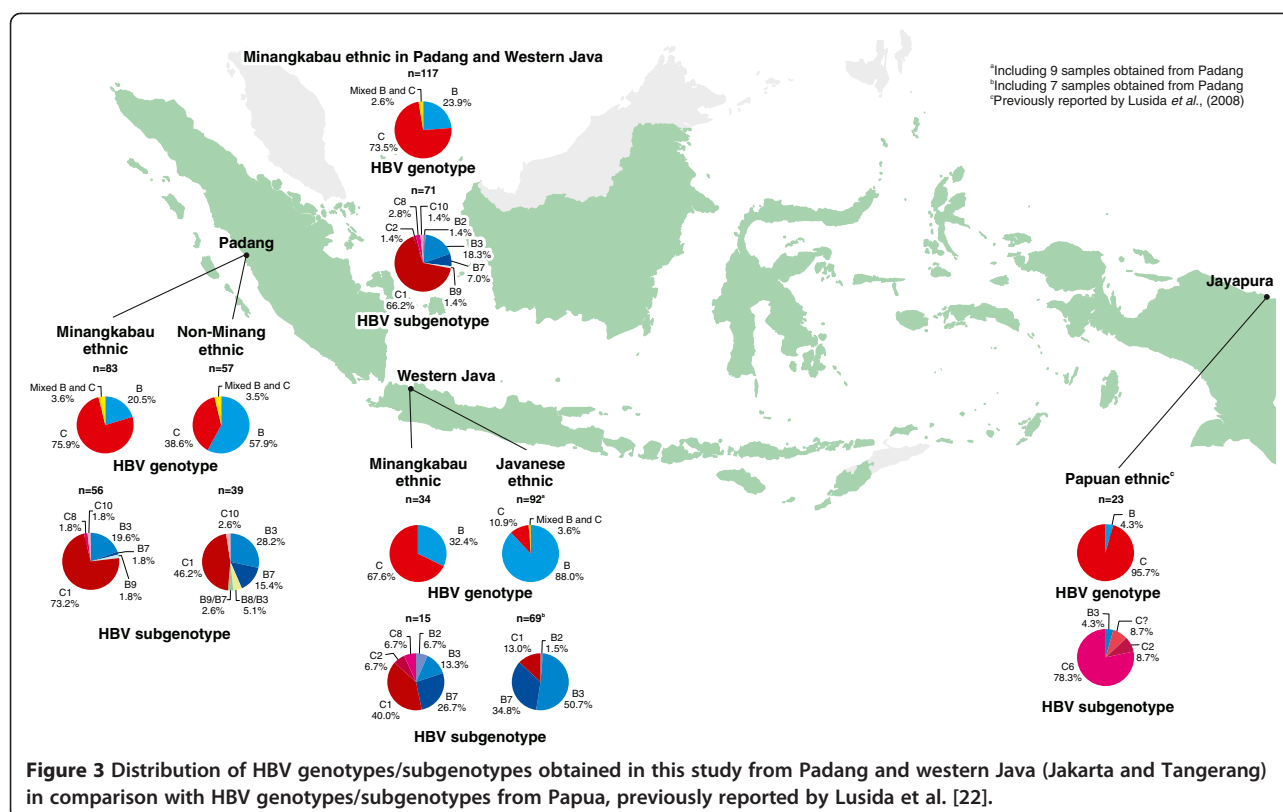 Minangkabau ethnic in Padang and Western Java
n=117
Mixed B and C
2.6%
B
23.9%
C
73.5%
HBV genotype
n=71
C8
2.8%
C10
1.4%
B2
1.4%
C2
1.4%
B3
18.3%
B7
7.0%
B9
1.4%
C1
66.2%
HBV subgenotype
aIncluding 9 samples obtained from Padang
bIncluding 7 samples obtained from Padang
cPreviously reported by Lusida et al., (2008)
Padang
Minangkabau
ethnic
n=83
Mixed B and C
3.6%
B
20.5%
C
75.9%
Non-Minang
ethnic
n=57
Mixed B and C
3.5%
C
38.6%
B
57.9%
HBV genotype
n=56
C8
1.8%
C10
1.8%
B3
19.6%
B7
1.8%
B9
1.8%
C1
73.2%
n=39
C10
2.6%
B3
28.2%
C1
46.2%
B7
15.4%
B9/B7
2.6%
B8/B3
5.1%
HBV subgenotype
Western Java
Minangkabau
ethnic
n=34
B
32.4%
C
67.6%
Javanese
ethnic
n=92a
C
10.9%
Mixed B and C
3.6%
B
88.0%
HBV genotype
n=15
C8
6.7%
B2
6.7%
C2
6.7%
B3
13.3%
B7
26.7%
C1
40.0%
n=69b
C1
13.0%
B2
1.5%
B7
34.8%
B3
50.7%
HBV subgenotype
Jayapura
Papuan ethnicc
n=23
B
4.3%
C
95.7%
HBV genotype
B3
4.3%
C?
8.7%
C2
8.7%
C6
78.3%
HBV subgenotype
Figure 3 Distribution of HBV genotypes/subgenotypes obtained in this study from Padang and western Java (Jakarta and Tangerang)
in comparison with HBV genotypes/subgenotypes from Papua, previously reported by Lusida et al. [22].